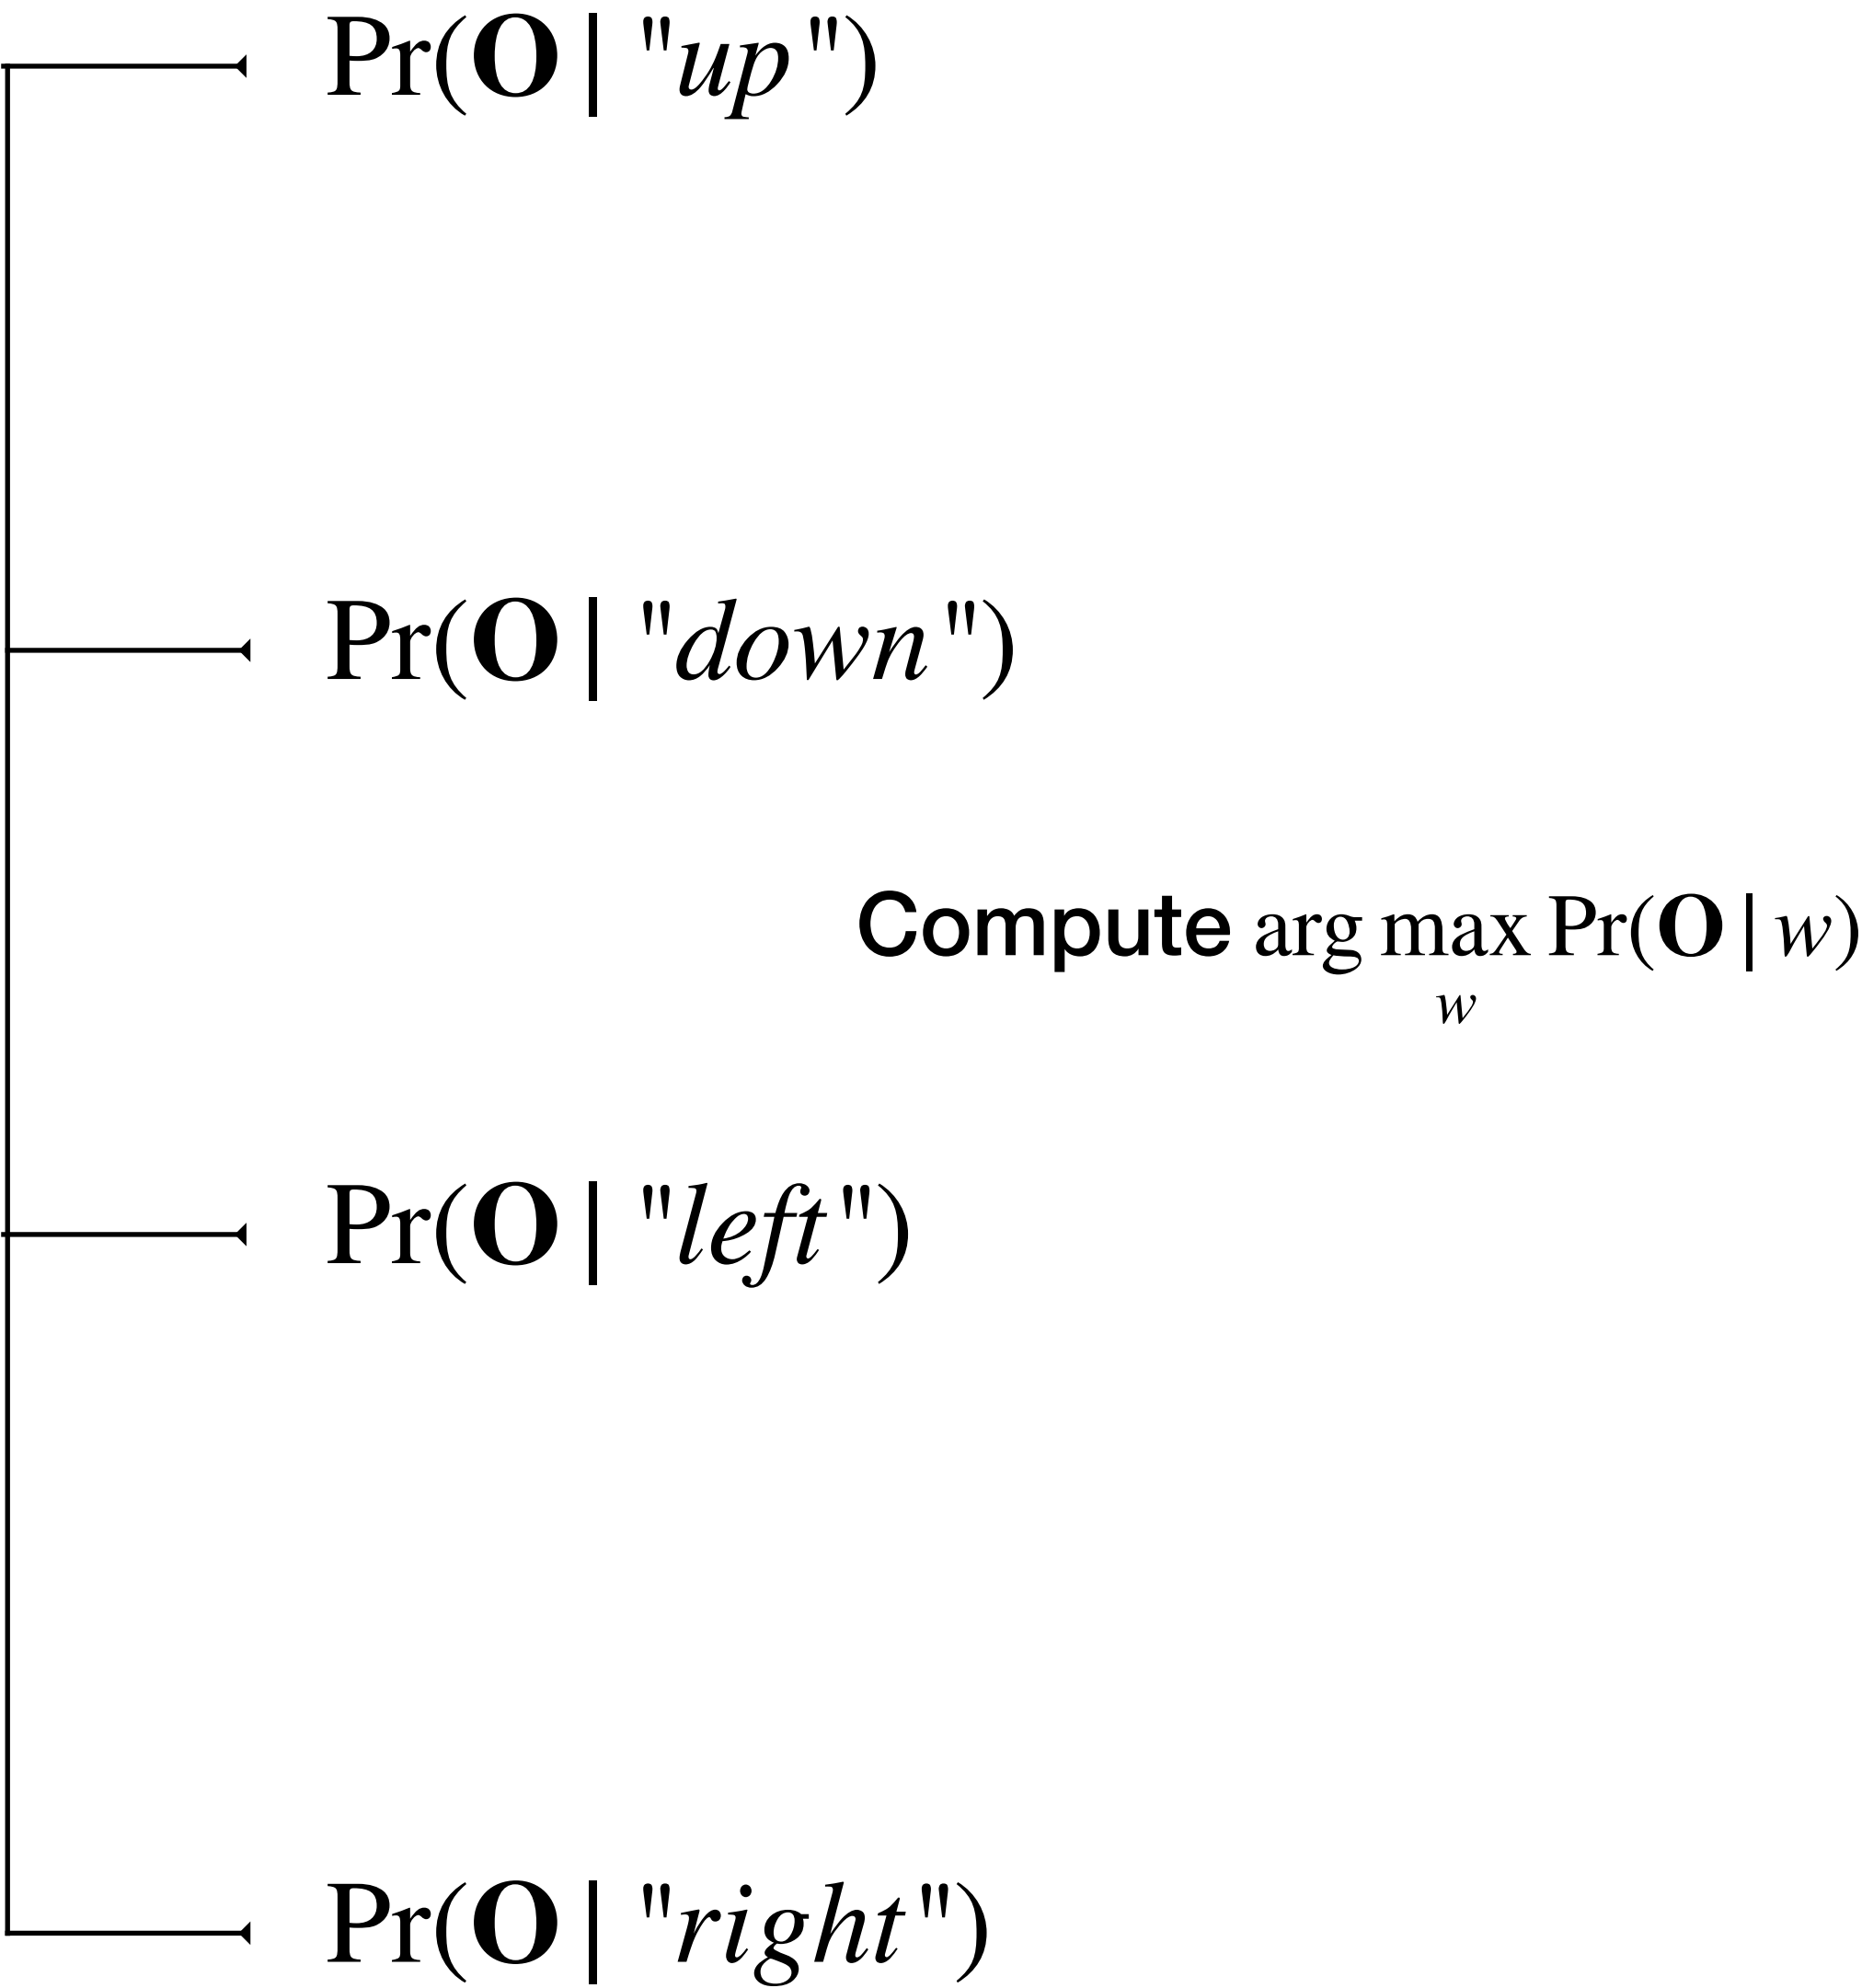 Pr(O | "up")
Pr(O | "down")
Compute arg max Pr(O | w)
w
Pr(O | "left")
Pr(O | "right")